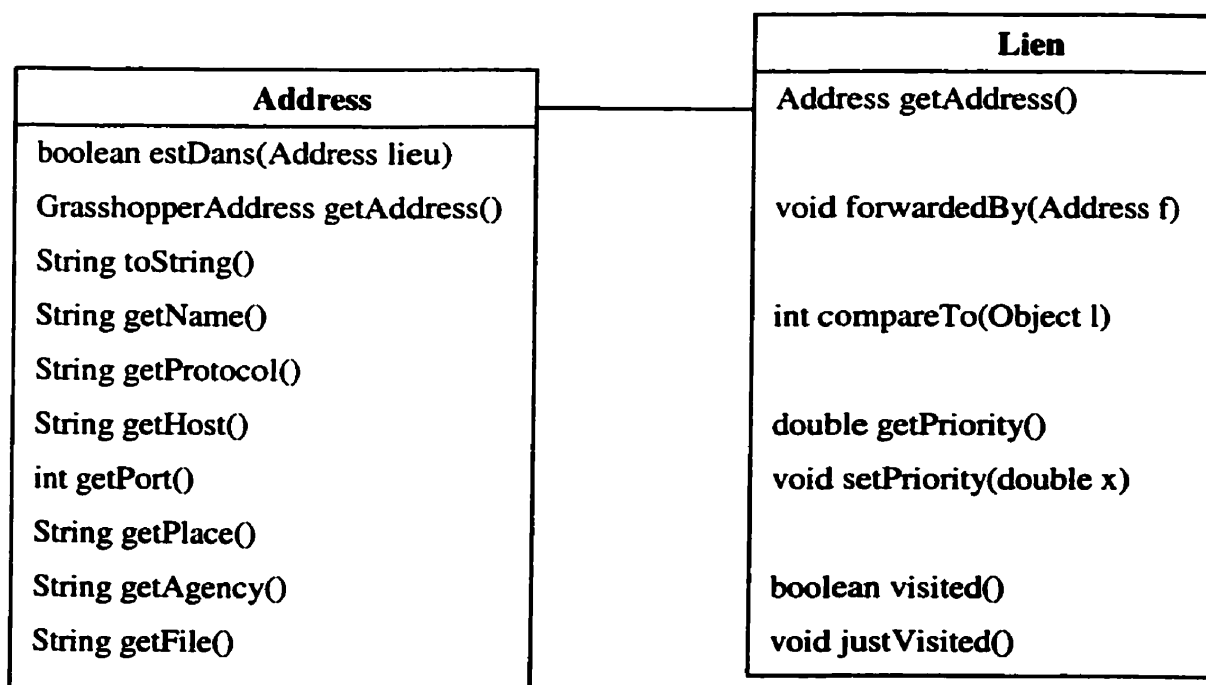 Address
boolean estDans(Address lieu)
GrasshopperAddress getAddress()
String toString()
String getName()
String getProtocol()
String getHost()
int getPort()
String getPlace()
String getAgency()
String getFile()
Lien
Address getAddress()
void forwardedBy(Address f)
int compareTo(Object l)
double getPriority()
void setPriority(double x)
boolean visited()
void justVisited()